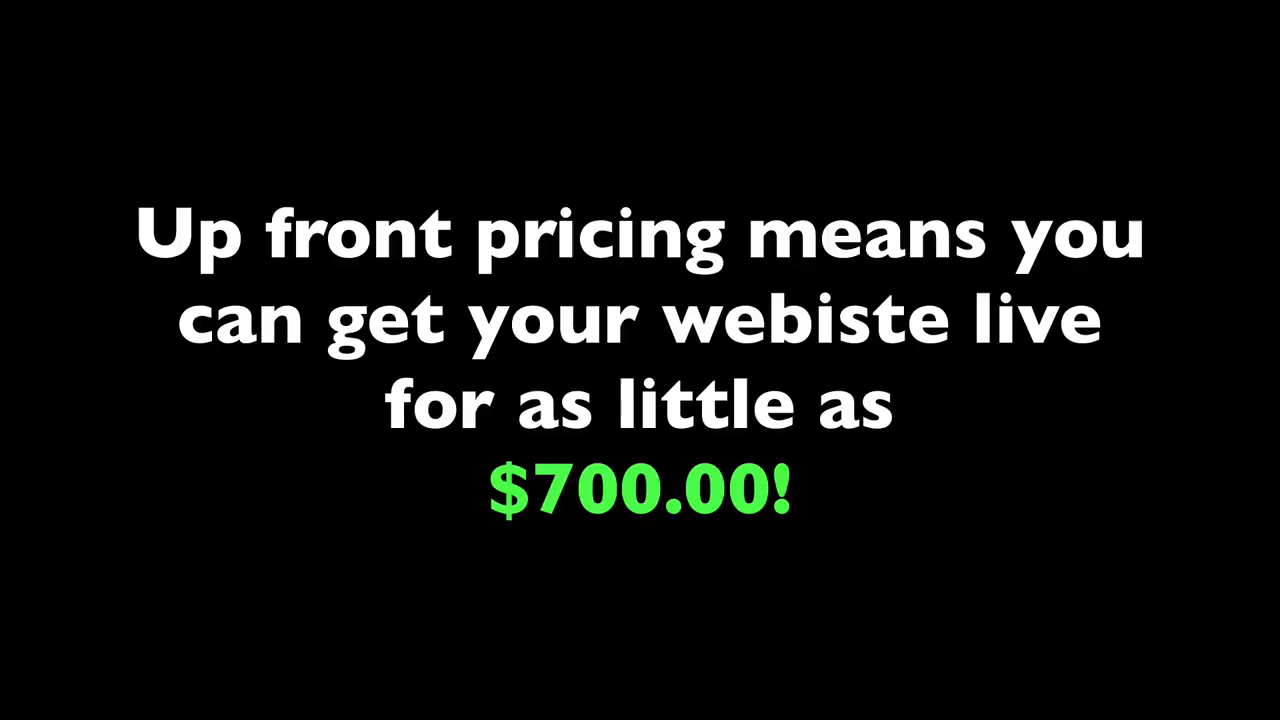 Up front pricing means you
can get your webiste live
for as little as
$700.00!